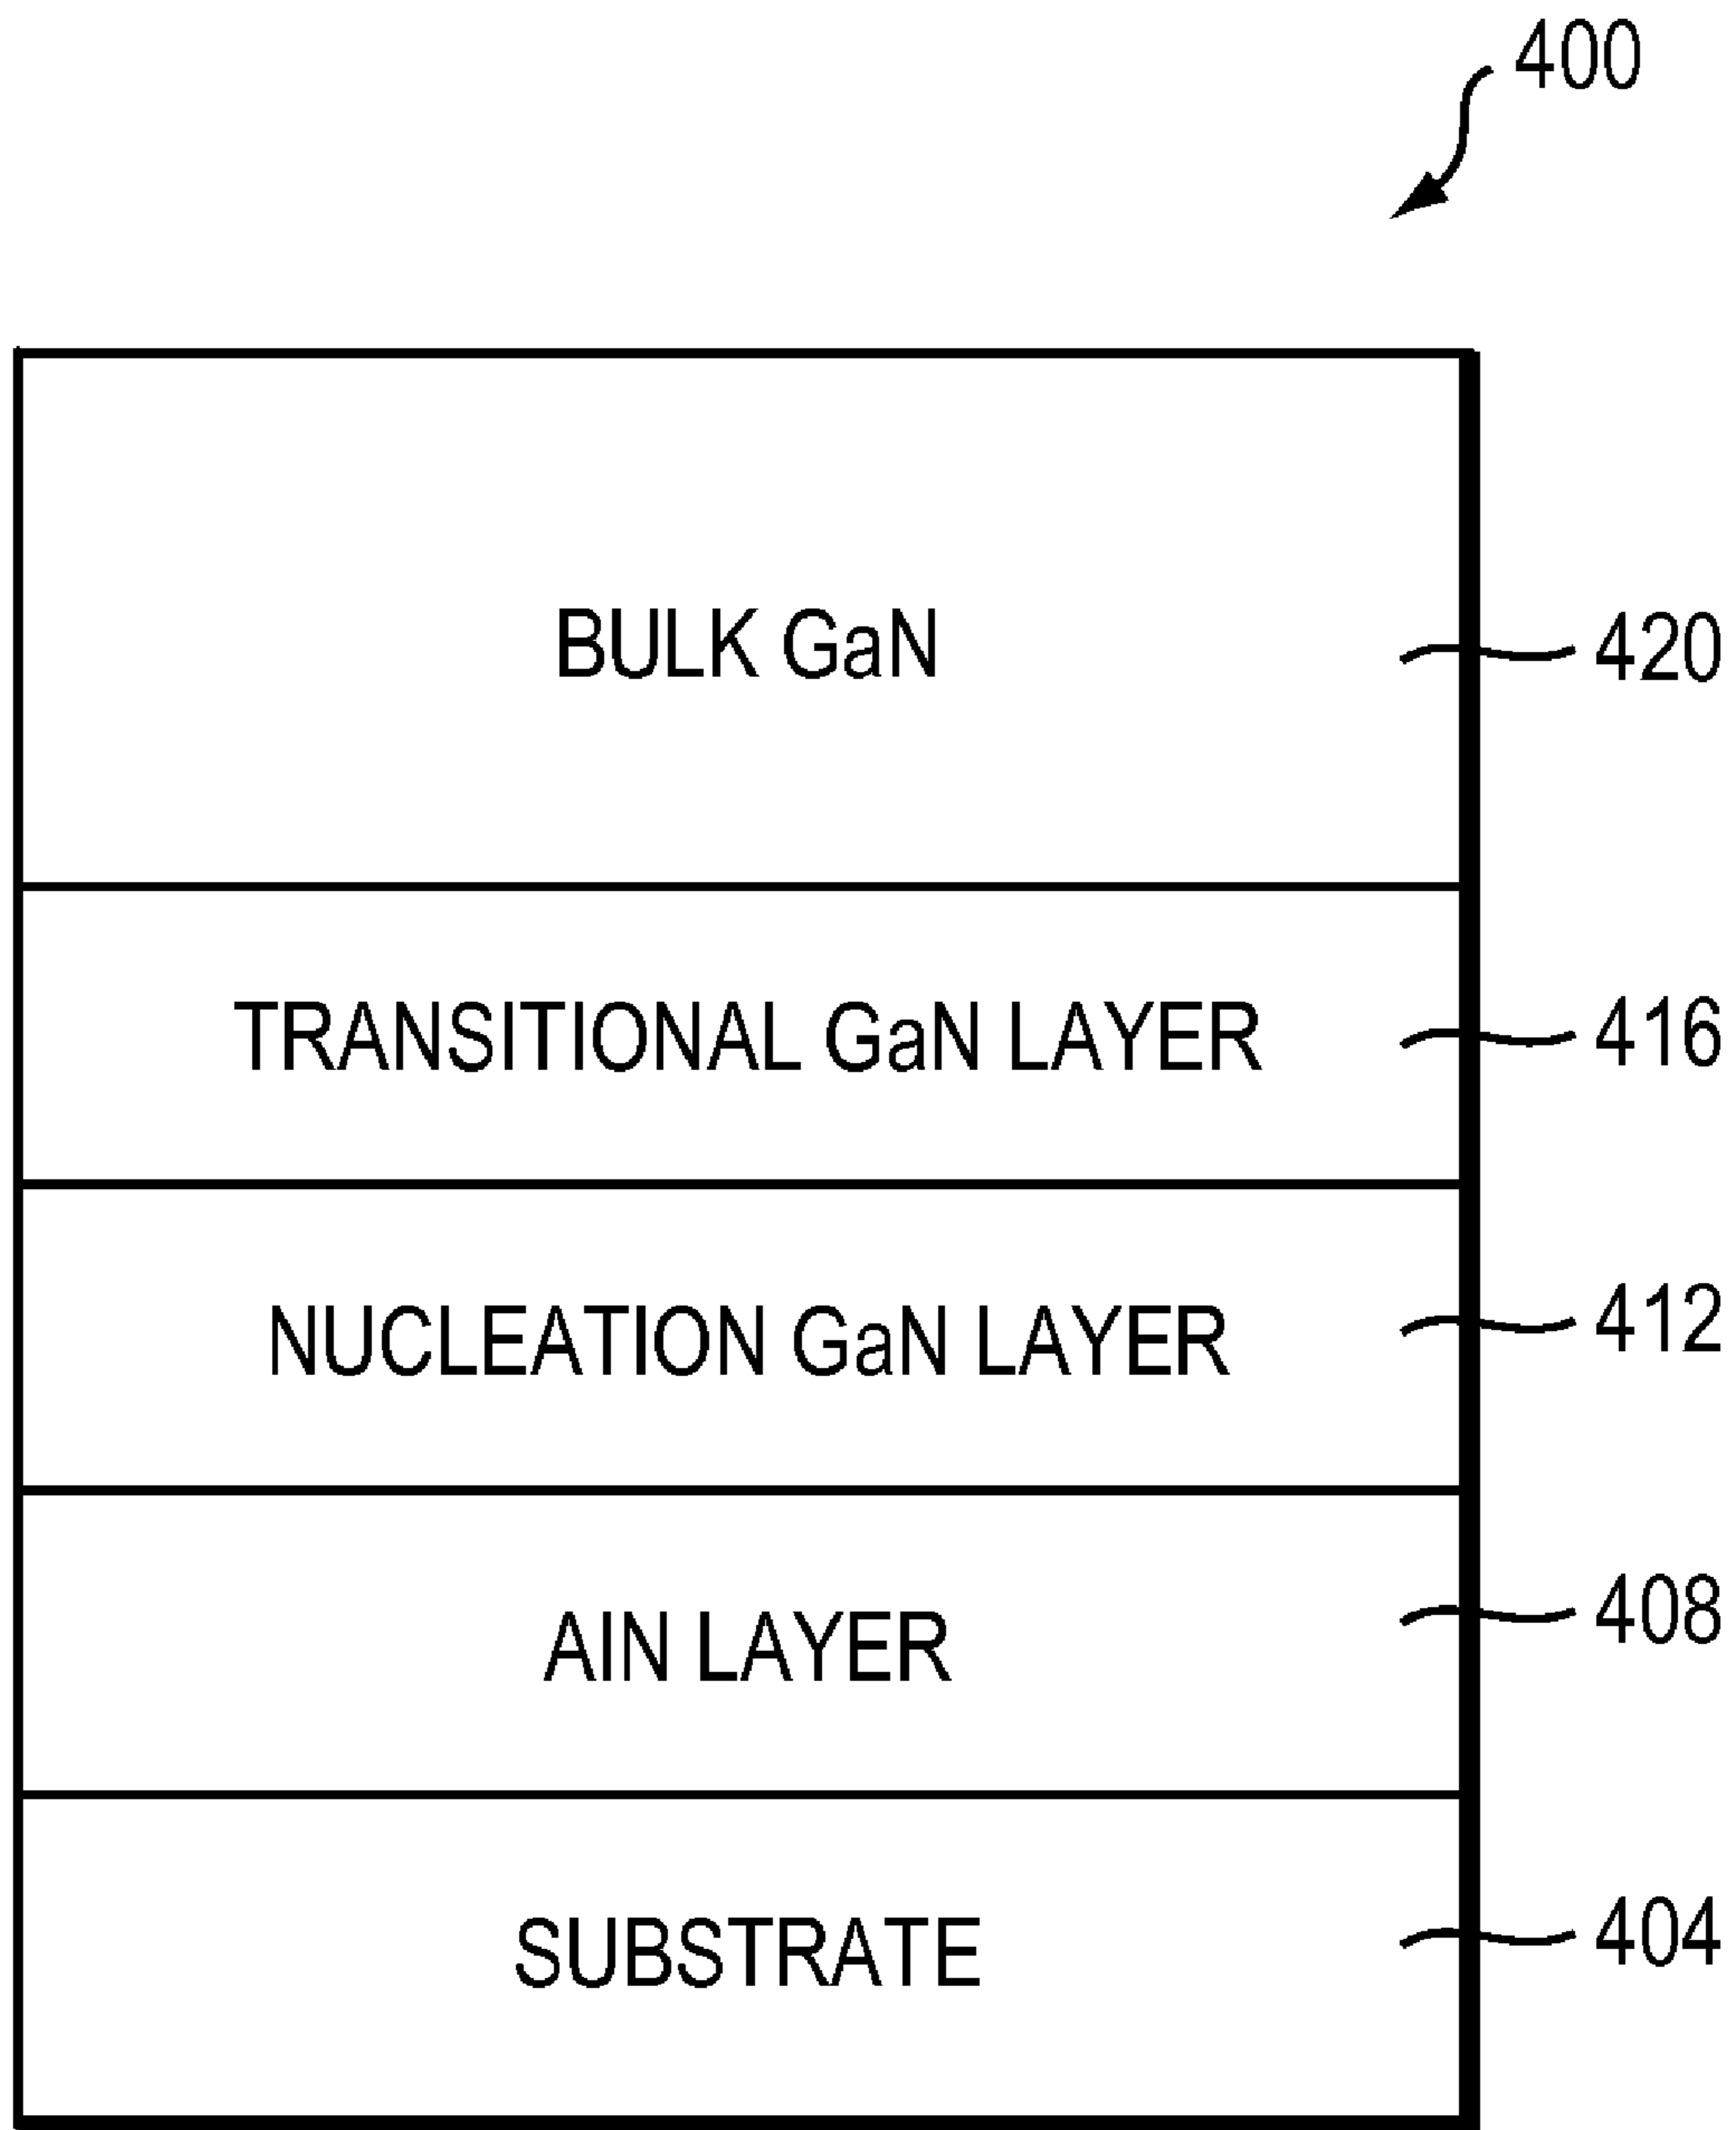 400
BULK GaN 420
TRANSITIONAL GaN LAYER 416
NUCLEATION GaN LAYER 412
AlN LAYER 408
SUBSTRATE 404